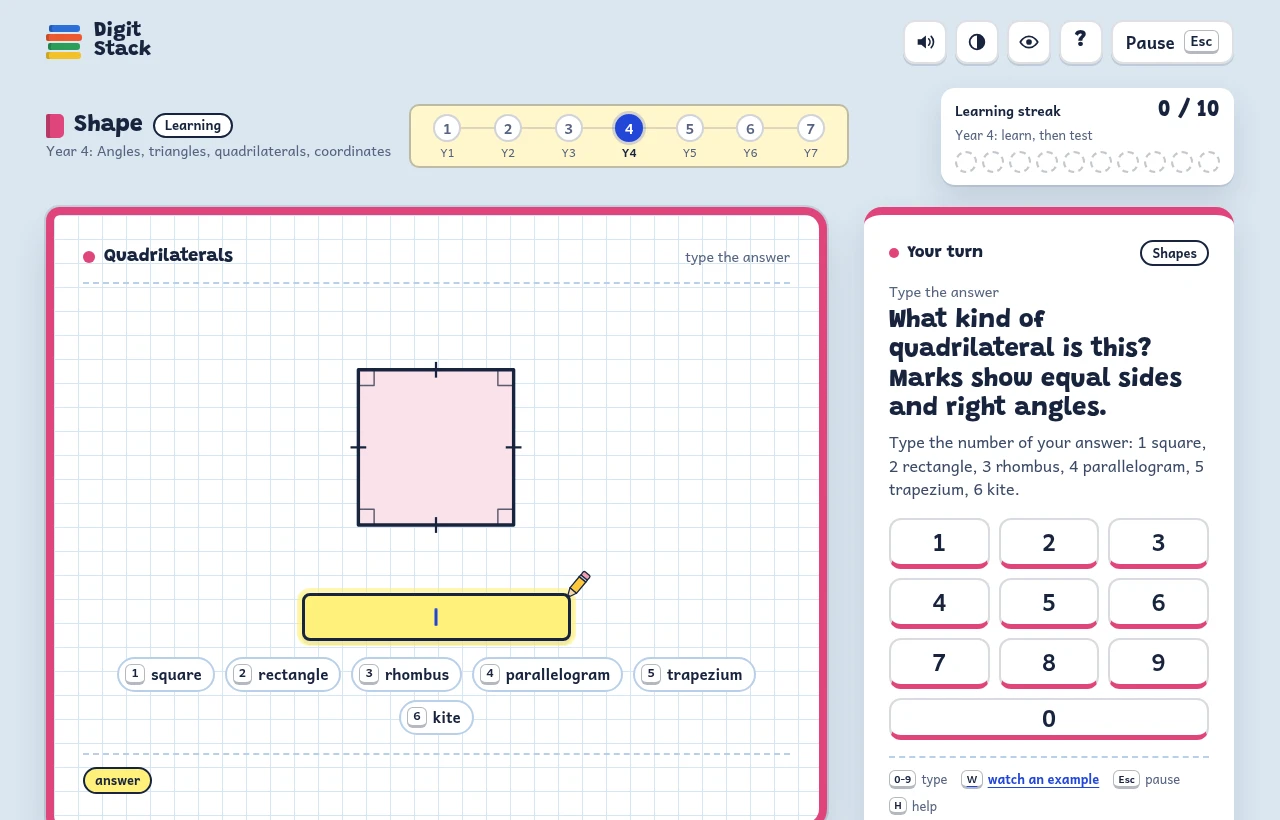 Digit
Stack
?
Pause Esc
Shape Learning
Year 4: Angles, triangles, quadrilaterals, coordinates
1 2 3 4 5 6 7
Y1 Y2 Y3 Y4 Y5 Y6 Y7
Learning streak 0 / 10
Year 4: learn, then test
Quadrilaterals type the answer
1 square 2 rectangle 3 rhombus 4 parallelogram 5 trapezium
6 kite
answer
Your turn Shapes
Type the answer
What kind of
quadrilateral is this?
Marks show equal sides
and right angles.
Type the number of your answer: 1 square,
2 rectangle, 3 rhombus, 4 parallelogram, 5
trapezium, 6 kite.
1 2 3
4 5 6
7 8 9
0
0-9 type W watch an example Esc pause
H help